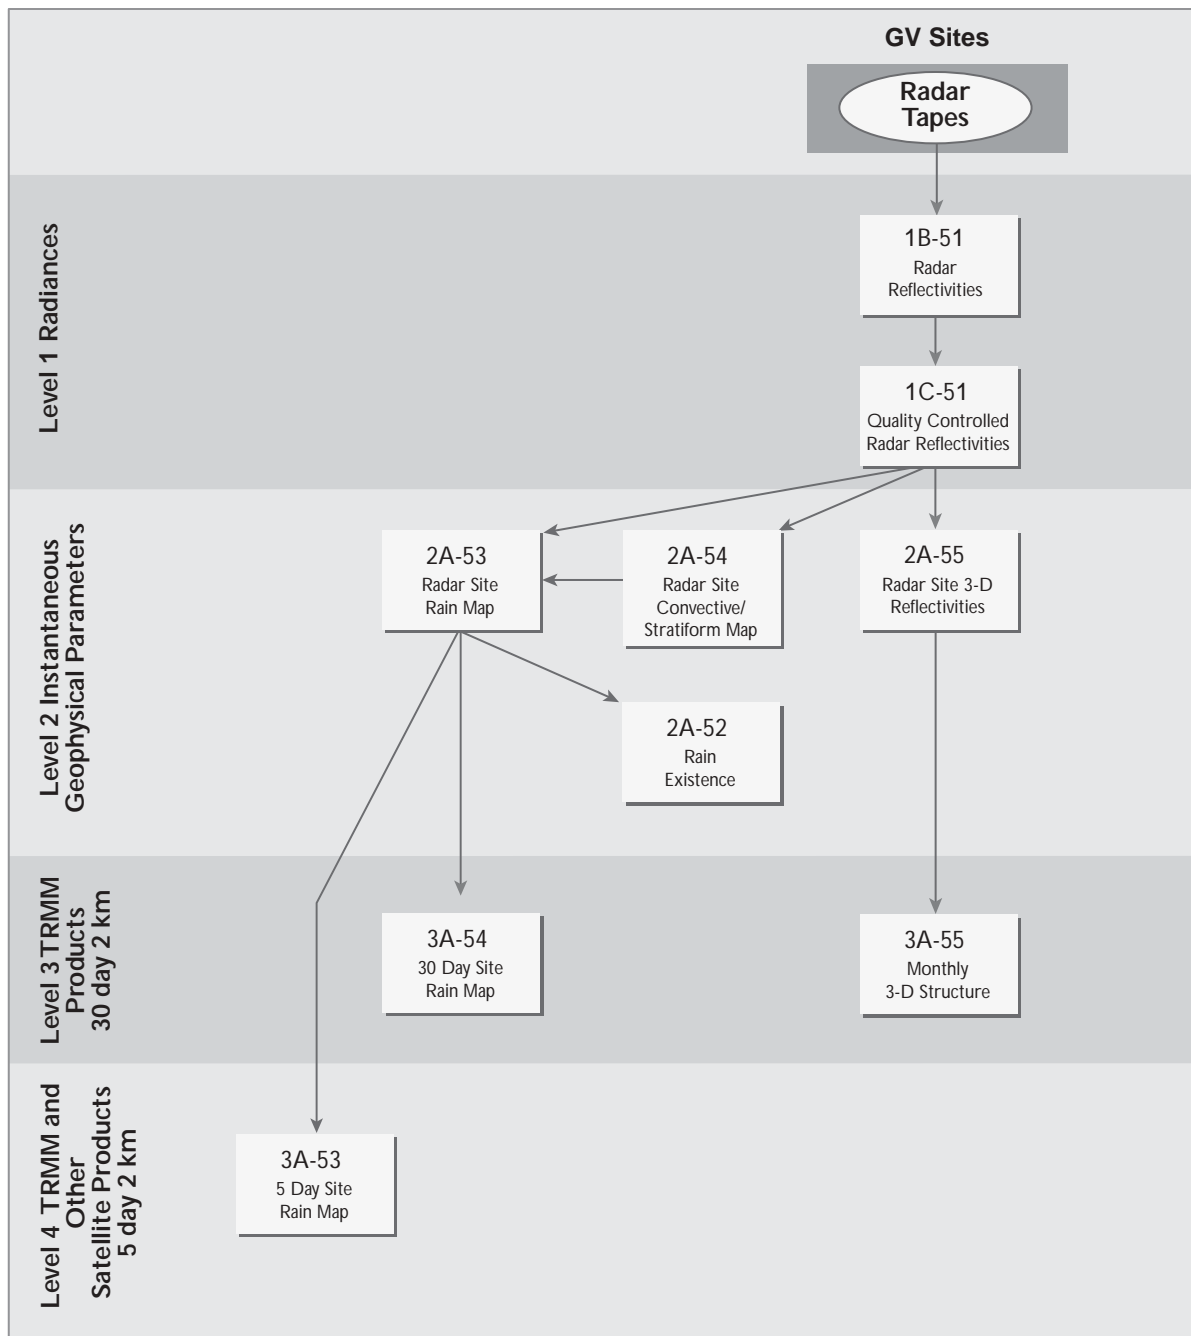 GV Sites
Radar
Tapes
Level 1 Radiances
1B-51
Radar
Reflectivities
1C-51
Quality Controlled
Radar Reflectivities
Level 2 Instantaneous
Geophysical Parameters
2A-53
Radar Site
Rain Map
2A-54
Radar Site
Convective/
Stratiform Map
2A-55
Radar Site 3-D
Reflectivities
2A-52
Rain
Existence
Level 3 TRMM
Products
30 day 2 km
3A-54
30 Day Site
Rain Map
3A-55
Monthly
3-D Structure
Level 4 TRMM and
Other
Satellite Products
5 day 2 km
3A-53
5 Day Site
Rain Map